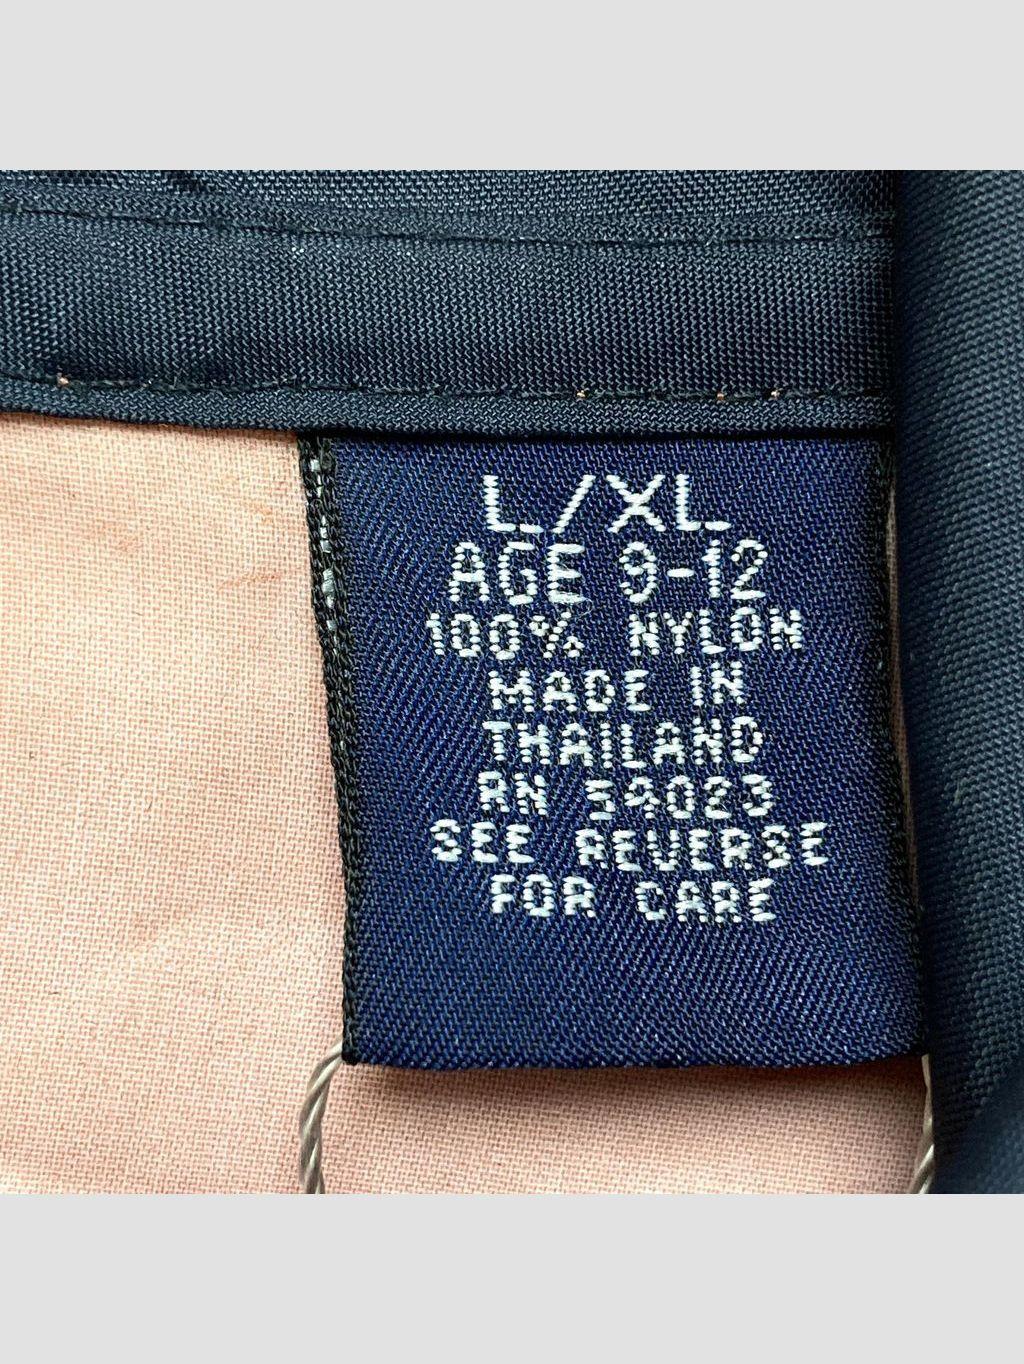 L/XL
AGE 9-12
100% NYLON
MADE IN
THAILAND
RN 54023
SEE REVERSE
FOR CARE